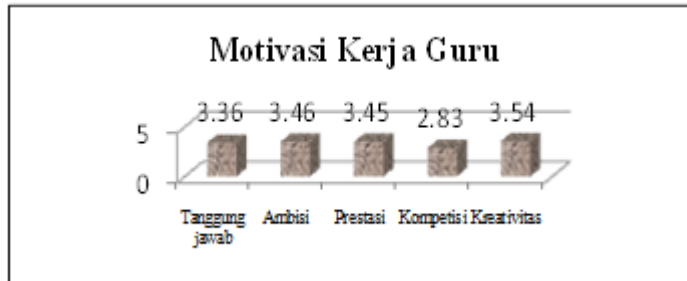 Motivasi Kerja Guru
3.36 3.46 3.45 2.83 3.54
5
0
Tanggung jawab Ambisi Prestasi Kompetisi Kreativitas